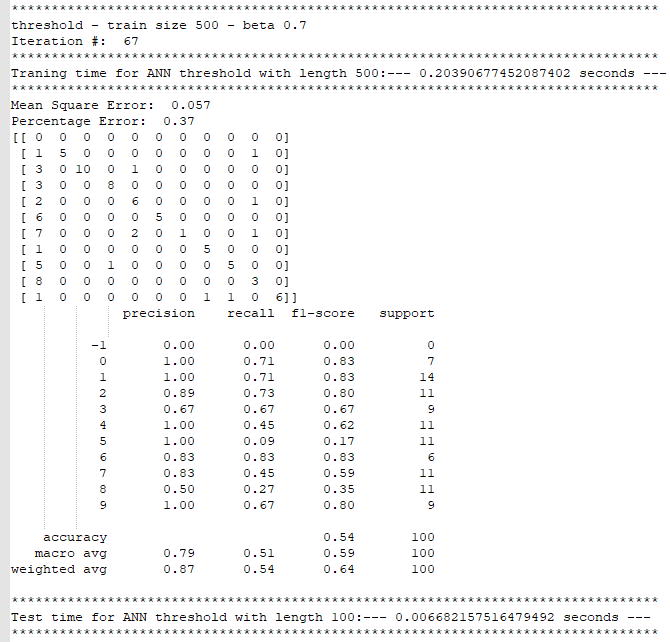 *********************************************************************************
threshold - train size 500 - beta 0.7
Iteration #:  67
*********************************************************************************
Traning time for ANN threshold with length 500:--- 0.20390677452087402 seconds ---
*********************************************************************************
Mean Square Error:  0.057
Percentage Error:  0.37
[[ 0  0  0  0  0  0  0  0  0  0  0]
 [ 1  5  0  0  0  0  0  0  0  1  0]
 [ 3  0 10  0  1  0  0  0  0  0  0]
 [ 3  0  0  8  0  0  0  0  0  0  0]
 [ 2  0  0  0  6  0  0  0  0  1  0]
 [ 6  0  0  0  0  5  0  0  0  0  0]
 [ 7  0  0  0  2  0  1  0  0  1  0]
 [ 1  0  0  0  0  0  0  5  0  0  0]
 [ 5  0  0  1  0  0  0  0  5  0  0]
 [ 8  0  0  0  0  0  0  0  0  3  0]
 [ 1  0  0  0  0  0  0  1  1  0  6]]
              precision    recall  f1-score   support

          -1       0.00      0.00      0.00         0
           0       1.00      0.71      0.83         7
           1       1.00      0.71      0.83        14
           2       0.89      0.73      0.80        11
           3       0.67      0.67      0.67         9
           4       1.00      0.45      0.62        11
           5       1.00      0.09      0.17        11
           6       0.83      0.83      0.83         6
           7       0.83      0.45      0.59        11
           8       0.50      0.27      0.35        11
           9       1.00      0.67      0.80         9

    accuracy                           0.54       100
   macro avg       0.79      0.51      0.59       100
weighted avg       0.87      0.54      0.64       100

*********************************************************************************
Test time for ANN threshold with length 100:--- 0.006682157516479492 seconds ---
*********************************************************************************